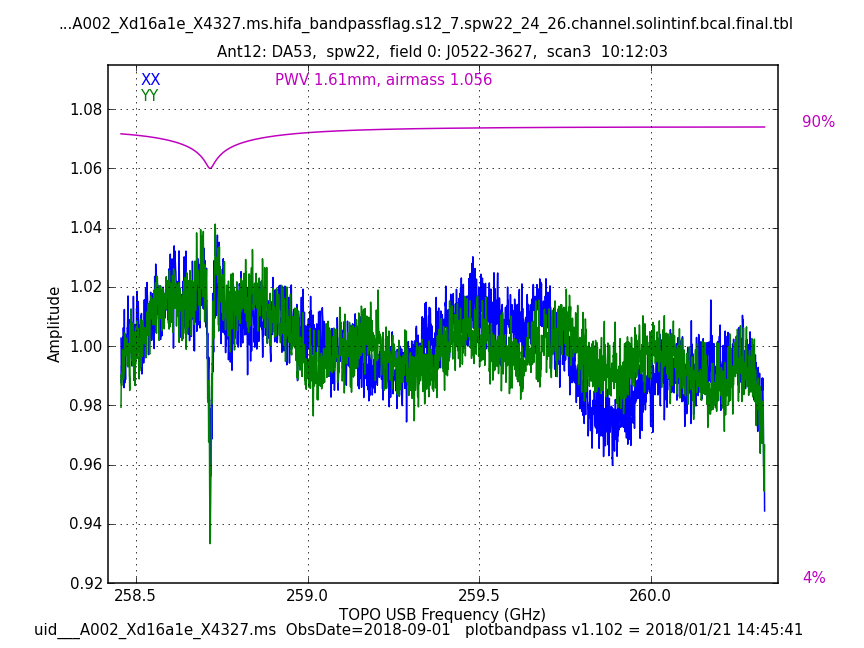 ...A002_Xd16a1e_X4327.ms.hifa_bandpassflag.s12_7.spw22_24_26.channel.solintinf.bcal.final.tbl
Ant12: DA53,  spw22,  field 0: J0522-3627,  scan3  10:12:03
XX
YY
PWV 1.61mm, airmass 1.056
90%
4%
1.08
1.06
1.04
1.02
1.00
0.98
0.96
0.94
0.92
Amplitude
258.5
259.0
259.5
260.0
TOPO USB Frequency (GHz)
uid___A002_Xd16a1e_X4327.ms  ObsDate=2018-09-01   plotbandpass v1.102 = 2018/01/21 14:45:41